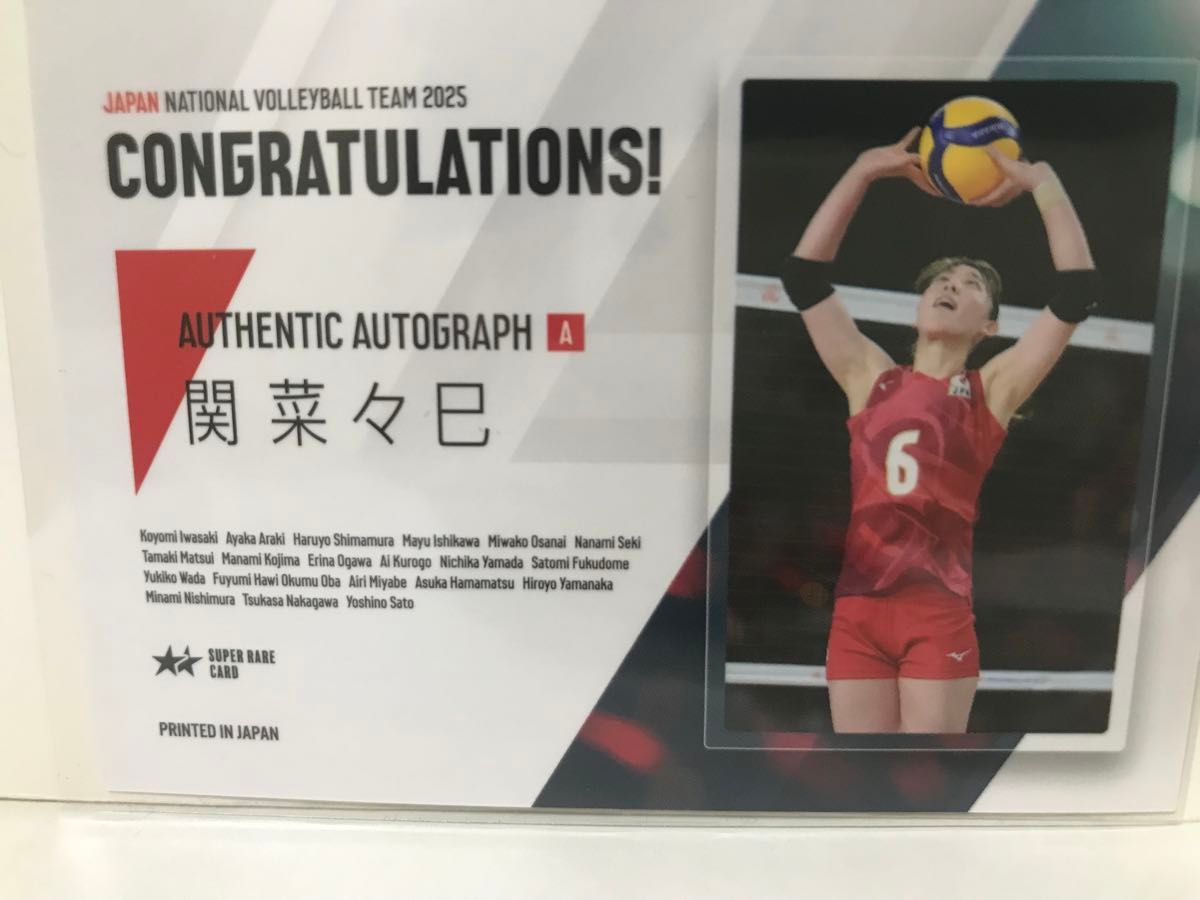 JAPAN NATIONAL VOLLEYBALL TEAM 2025
CONGRATULATIONS!
AUTHENTIC AUTOGRAPH A
関 菜々巳
Koyomi Iwasaki Ayaka Araki Haruyo Shimamura Mayu Ishikawa Miwako Osanai Nanami Seki
Tamaki Matsui Manami Kojima Erina Ogawa Ai Kurogo Nichika Yamada Satomi Fukudome
Yukiko Wada Fuyumi Hawi Okumu Oba Airi Miyabe Asuka Hamamatsu Hiroyo Yamanaka
Minami Nishimura Tsukasa Nakagawa Yoshino Sato
SUPER RARE
CARD
PRINTED IN JAPAN
JPN
6